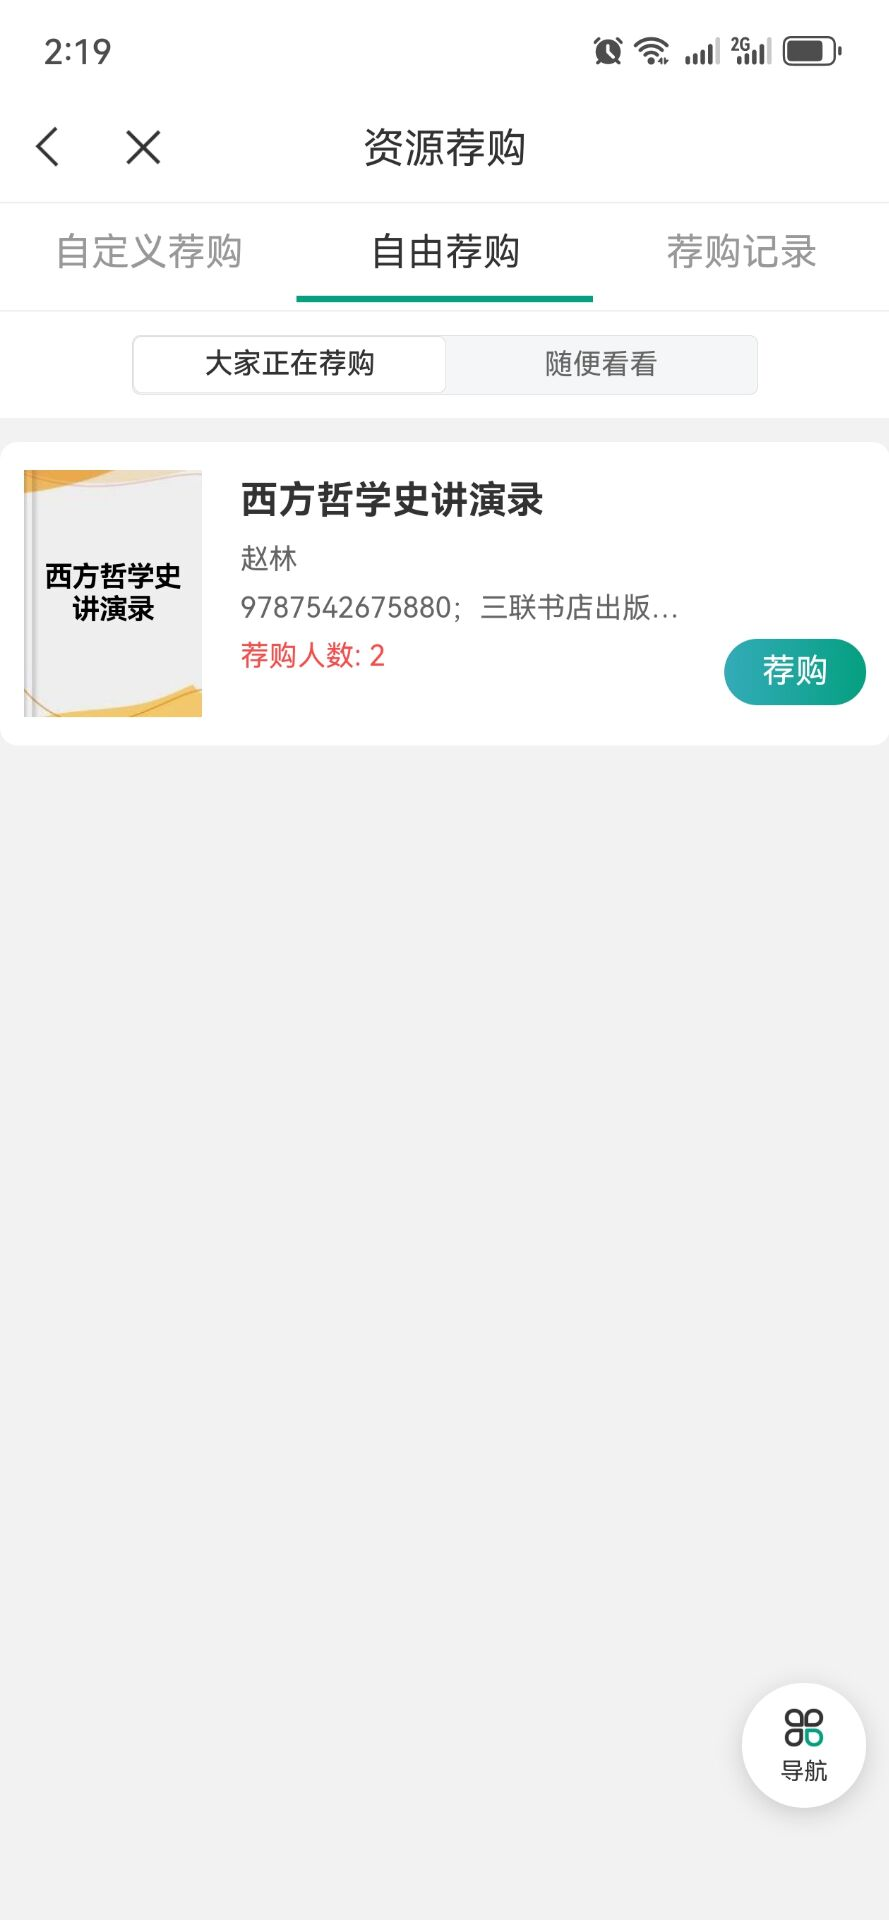 2:19
2G
资源荐购
自定义荐购
自由荐购
荐购记录
大家正在荐购
随便看看
西方哲学史
讲演录
西方哲学史讲演录
赵林
9787542675880；三联书店出版...
荐购人数: 2
荐购
导航